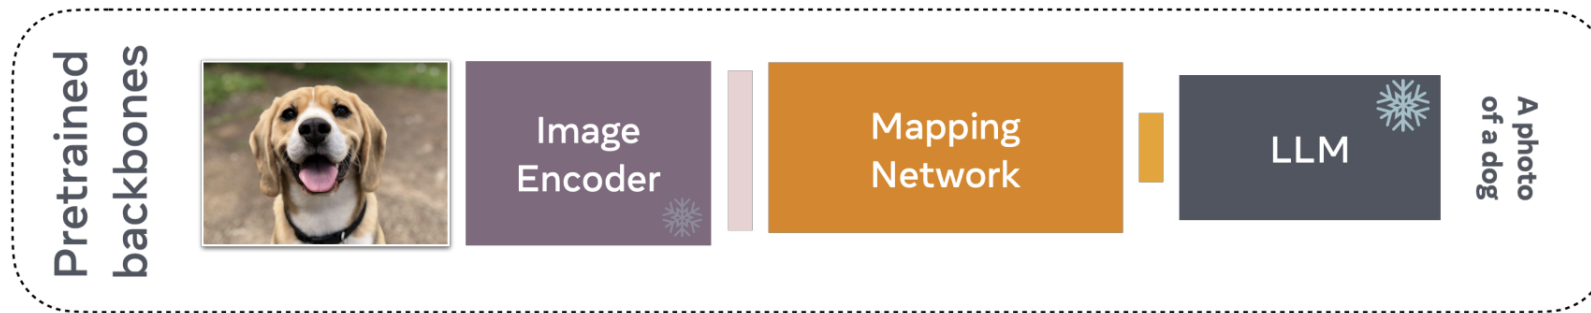 Pretrained
backbones
Image
Encoder
Mapping
Network
LLM
A photo
of a dog